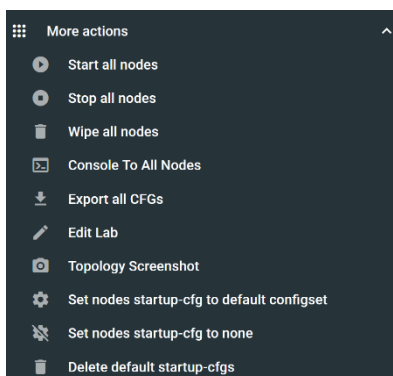 More actions
Start all nodes
Stop all nodes
Wipe all nodes
Console To All Nodes
Export all CFGs
Edit Lab
Topology Screenshot
Set nodes startup-cfg to default configset
Set nodes startup-cfg to none
Delete default startup-cfgs